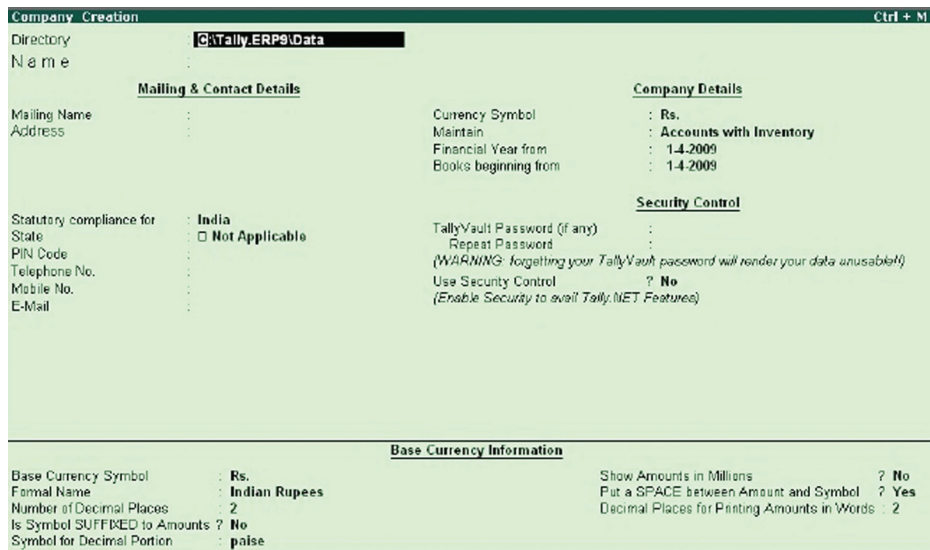 Company Creation Ctrl + M
Directory : C:\Tally.ERP9\Data
Name :
Mailing & Contact Details
Mailing Name :
Address :
Company Details
Currency Symbol : Rs.
Maintain : Accounts with Inventory
Financial Year from : 1-4-2009
Books beginning from : 1-4-2009
Statutory compliance for : India
State : Not Applicable
PIN Code :
Telephone No. :
Mobile No. :
E-Mail :
Security Control
TallyVault Password (if any) :
Repeat Password :
(WARNING: forgetting your TallyVault password will render your data unusable!!)
Use Security Control ? No
(Enable Security to avail Tally.NET Features)
Base Currency Information
Base Currency Symbol : Rs.
Formal Name : Indian Rupees
Number of Decimal Places : 2
Is Symbol SUFFIXED to Amounts ? No
Symbol for Decimal Portion : paise
Show Amounts in Millions ? No
Put a SPACE between Amount and Symbol ? Yes
Decimal Places for Printing Amounts in Words : 2